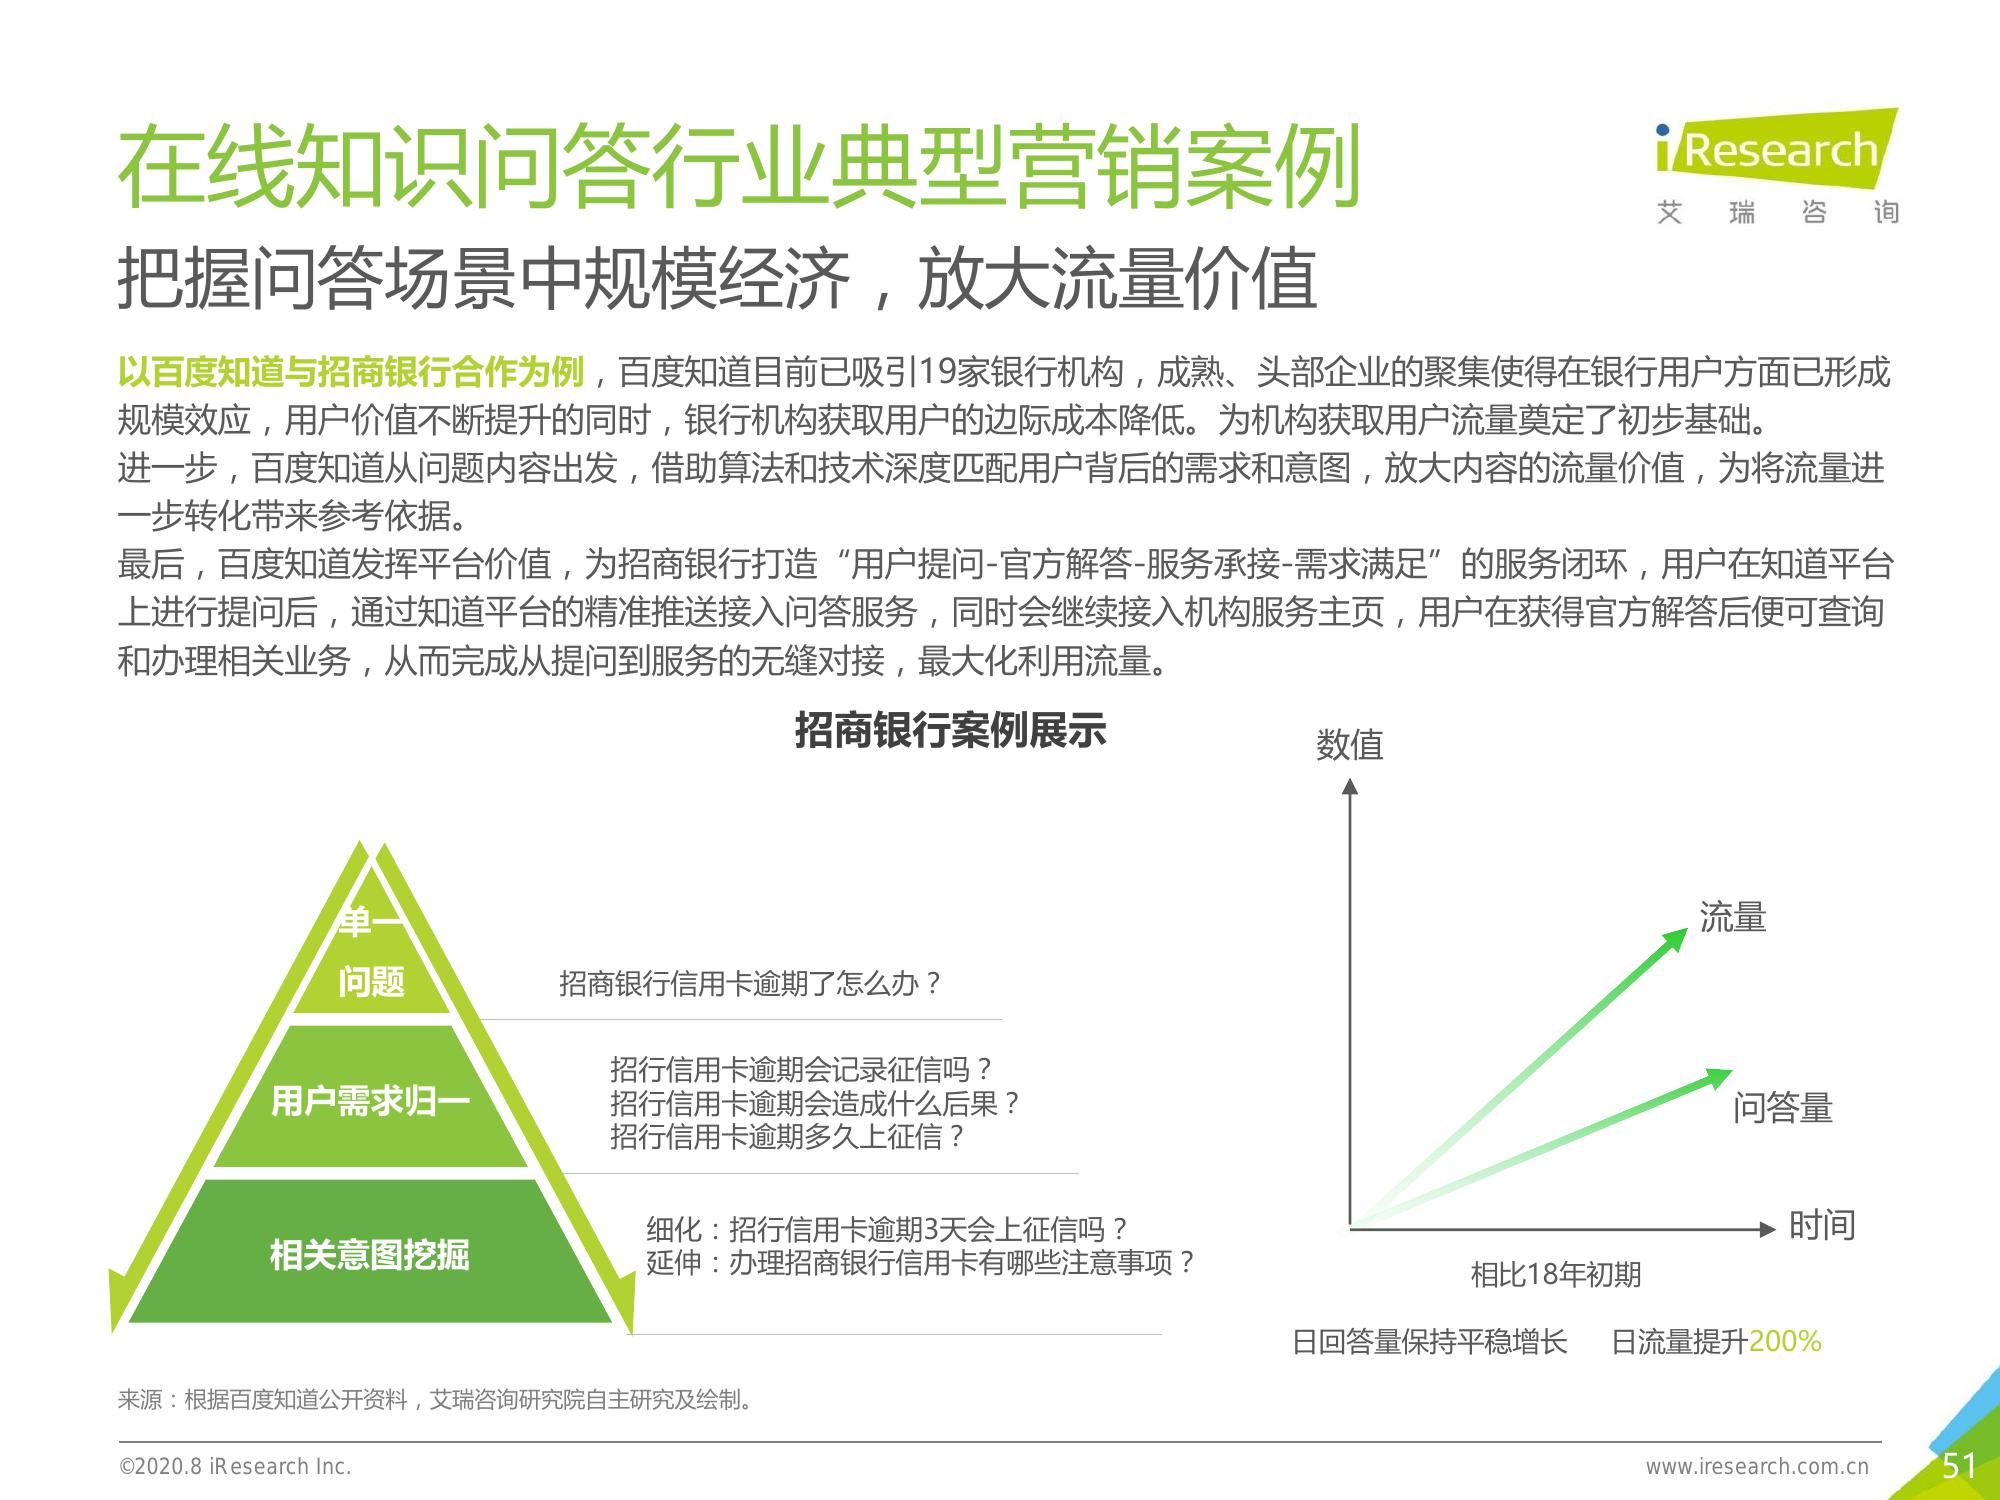 在线知识问答行业典型营销案例
iResearch
艾瑞咨询
把握问答场景中规模经济，放大流量价值
以百度知道与招商银行合作为例，百度知道目前已吸引19家银行机构，成熟、头部企业的聚集使得在银行用户方面已形成
规模效应，用户价值不断提升的同时，银行机构获取用户的边际成本降低。为机构获取用户流量奠定了初步基础。
进一步，百度知道从问题内容出发，借助算法和技术深度匹配用户背后的需求和意图，放大内容的流量价值，为将流量进
一步转化带来参考依据。
最后，百度知道发挥平台价值，为招商银行打造“用户提问-官方解答-服务承接-需求满足”的服务闭环，用户在知道平台
上进行提问后，通过知道平台的精准推送接入问答服务，同时会继续接入机构服务主页，用户在获得官方解答后便可查询
和办理相关业务，从而完成从提问到服务的无缝对接，最大化利用流量。
招商银行案例展示
单一
问题
招商银行信用卡逾期了怎么办？
用户需求归一
招行信用卡逾期会记录征信吗？
招行信用卡逾期会造成什么后果？
招行信用卡逾期多久上征信？
相关意图挖掘
细化：招行信用卡逾期3天会上征信吗？
延伸：办理招商银行信用卡有哪些注意事项？
数值
流量
问答量
时间
相比18年初期
日回答量保持平稳增长 日流量提升200%
来源：根据百度知道公开资料，艾瑞咨询研究院自主研究及绘制。
©2020.8 iResearch Inc.
www.iresearch.com.cn
51